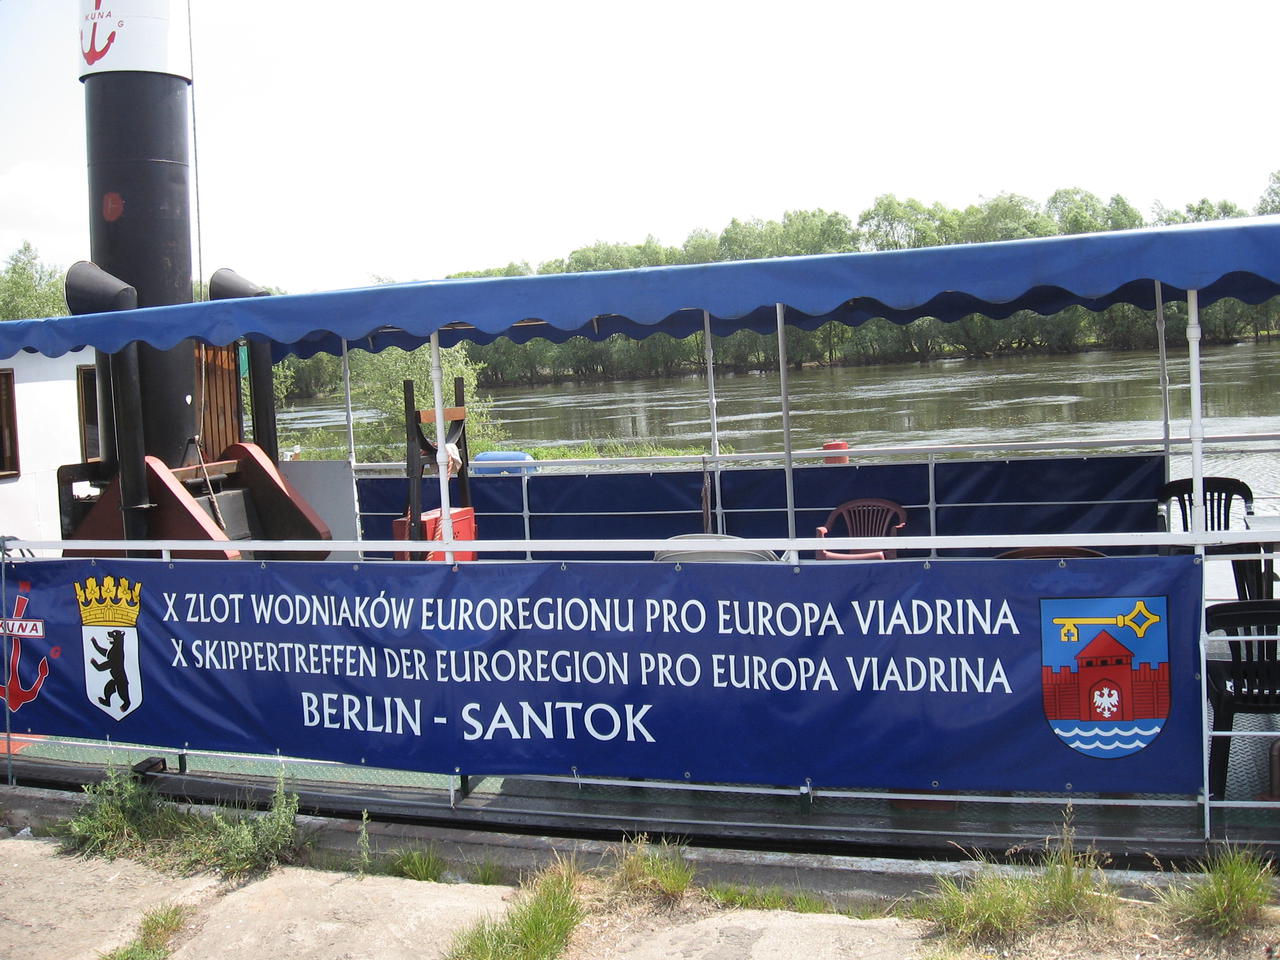 KUNA
G
X ZLOT WODNIAKÓW EUROREGIONU PRO EUROPA VIADRINA
X SKIPPERTREFFEN DER EUROREGION PRO EUROPA VIADRINA
BERLIN - SANTOK
KUNA